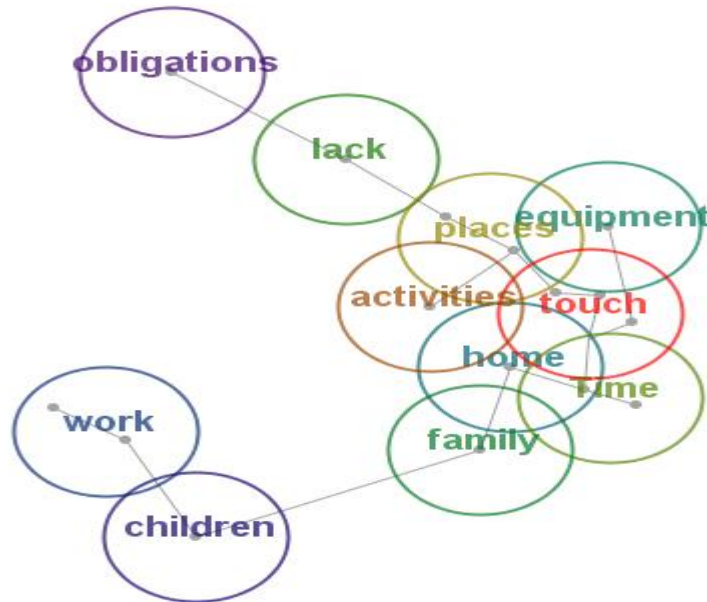 obligations
lack
places
equipment
activities
touch
home
Time
family
work
children